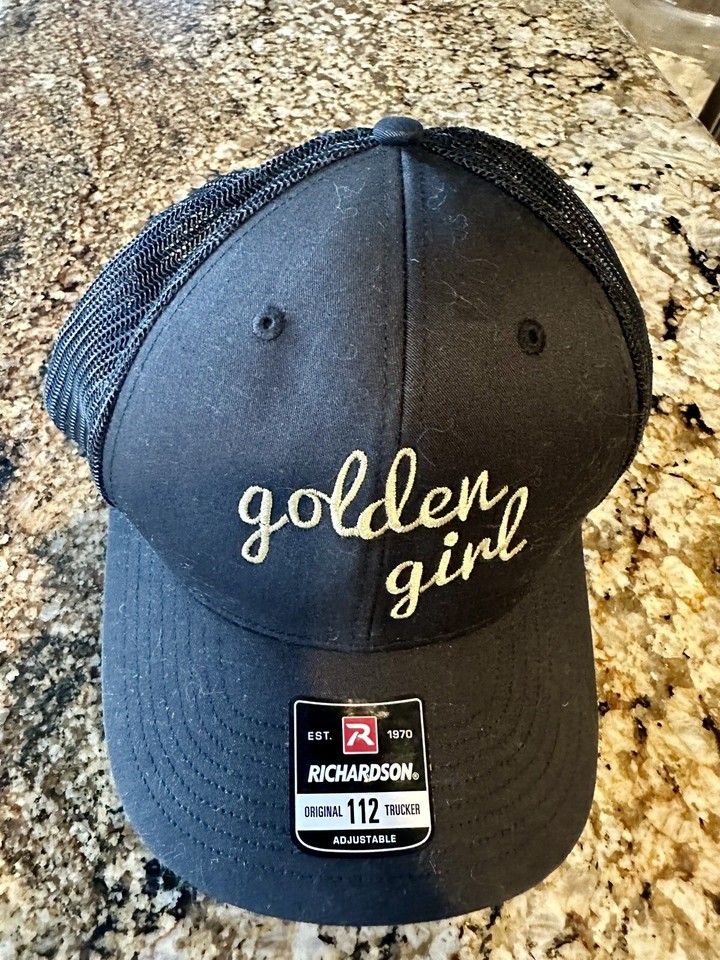 golden
girl
EST. R 1970
RICHARDSON®
ORIGINAL 112 TRUCKER
ADJUSTABLE